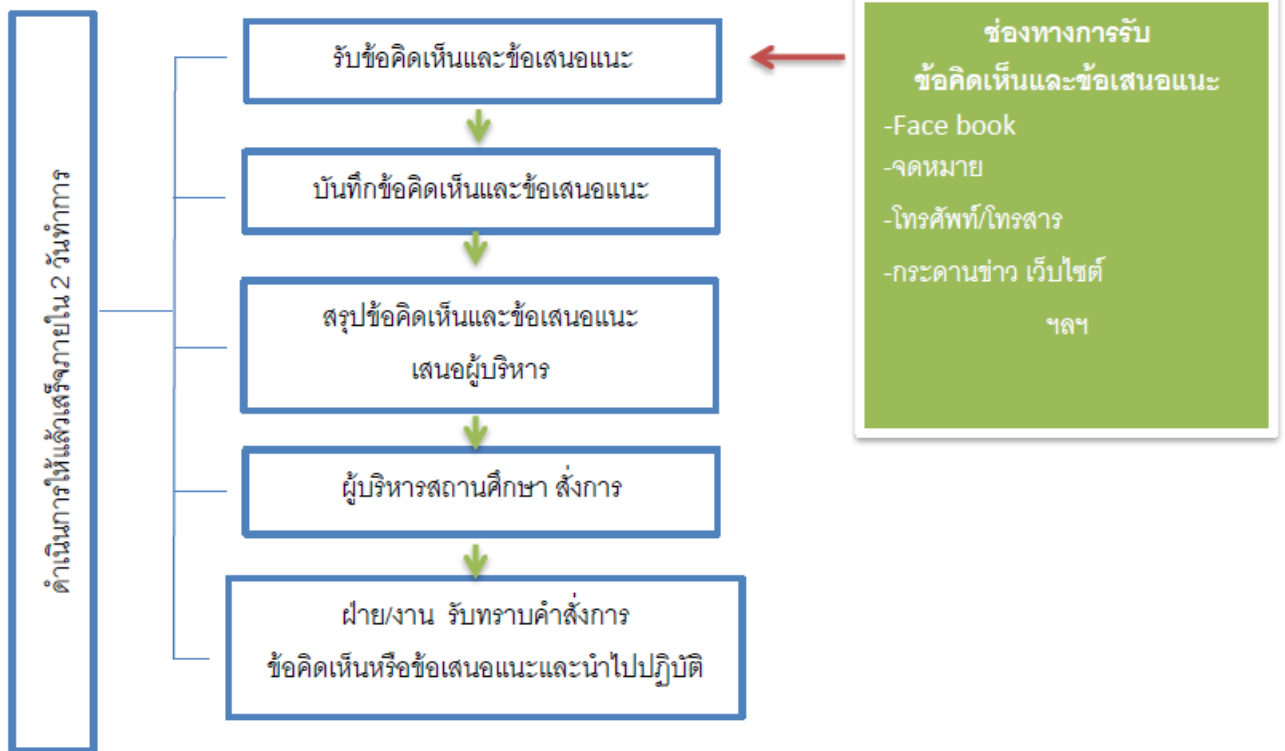 ดำเนินการให้แล้วเสร็จภายใน 2 วันทำการ
รับข้อคิดเห็นและข้อเสนอแนะ
บันทึกข้อคิดเห็นและข้อเสนอแนะ
สรุปข้อคิดเห็นและข้อเสนอแนะ
เสนอผู้บริหาร
ผู้บริหารสถานศึกษา สั่งการ
ฝ่าย/งาน รับทราบคำสั่งการ
ข้อคิดเห็นหรือข้อเสนอแนะและนำไปปฏิบัติ
ช่องทางการรับ
ข้อคิดเห็นและข้อเสนอแนะ
-Face book
-จดหมาย
-โทรศัพท์/โทรสาร
-กระดานข่าว เว็บไซต์
ฯลฯ